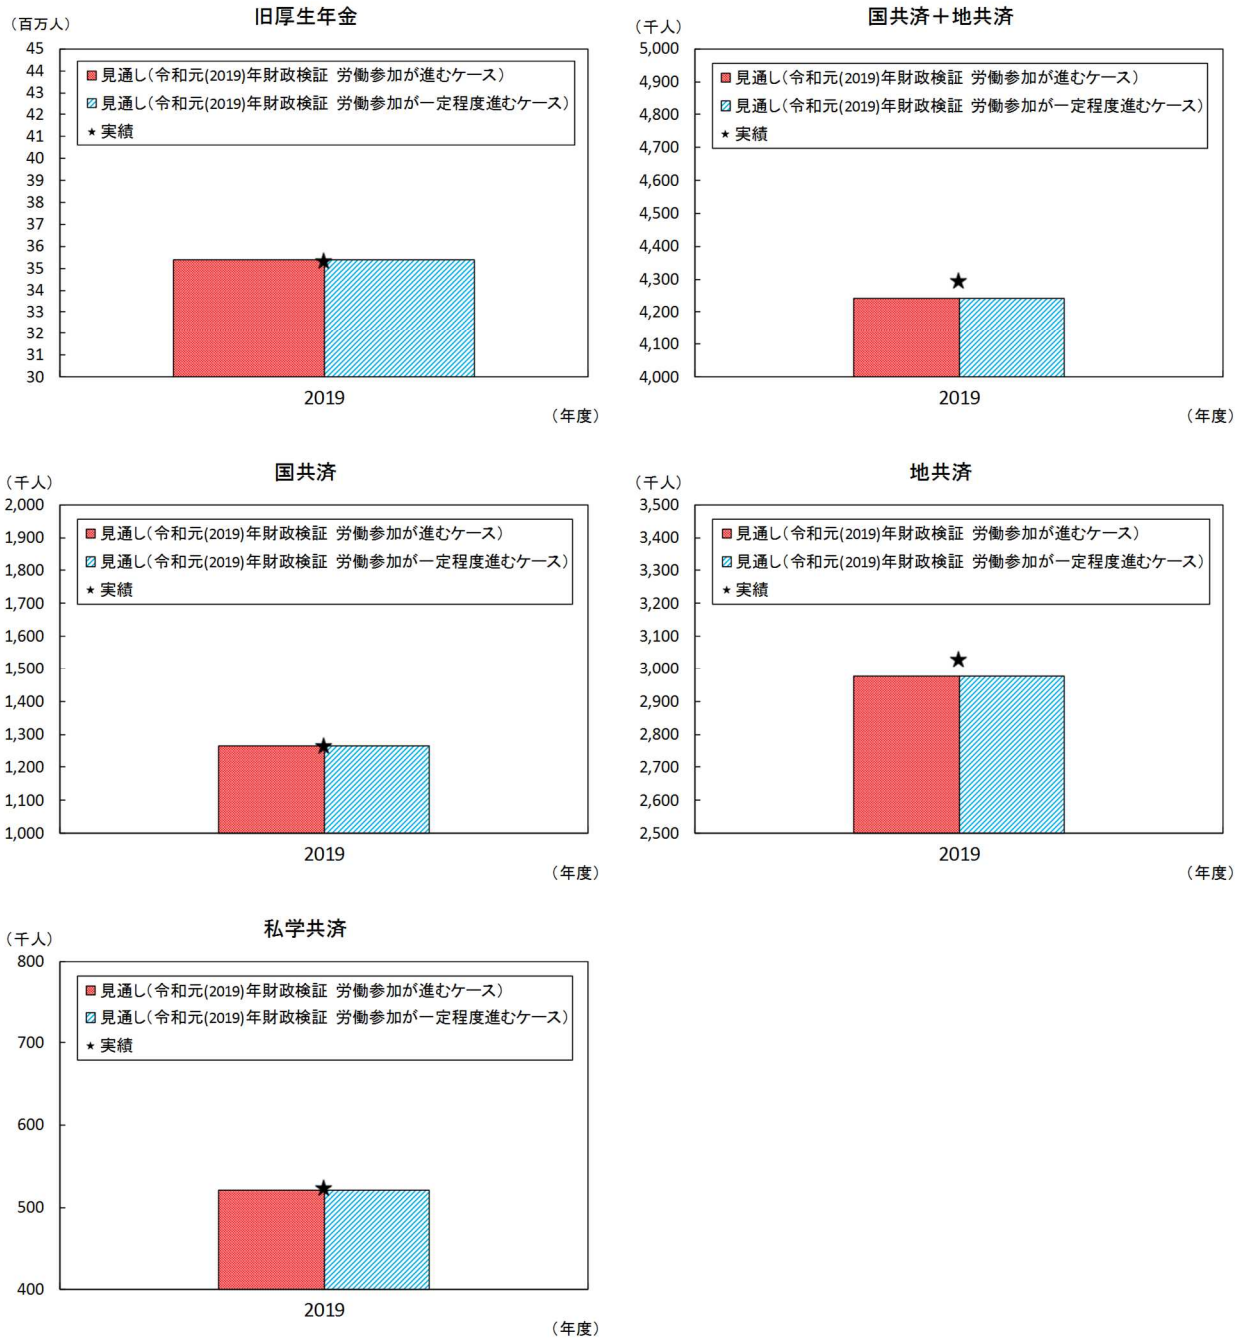 旧厚生年金
（百万人）
45
44
43
42
41
40
39
38
37
36
35
34
33
32
31
30
見通し（令和元(2019)年財政検証 労働参加が進むケース）
見通し（令和元(2019)年財政検証 労働参加が一定程度進むケース）
★ 実績
2019
（年度）
国共済＋地共済
（千人）
5,000
4,900
4,800
4,700
4,600
4,500
4,400
4,300
4,200
4,100
4,000
見通し（令和元(2019)年財政検証 労働参加が進むケース）
見通し（令和元(2019)年財政検証 労働参加が一定程度進むケース）
★ 実績
2019
（年度）
国共済
（千人）
2,000
1,900
1,800
1,700
1,600
1,500
1,400
1,300
1,200
1,100
1,000
見通し（令和元(2019)年財政検証 労働参加が進むケース）
見通し（令和元(2019)年財政検証 労働参加が一定程度進むケース）
★ 実績
2019
（年度）
地共済
（千人）
3,500
3,400
3,300
3,200
3,100
3,000
2,900
2,800
2,700
2,600
2,500
見通し（令和元(2019)年財政検証 労働参加が進むケース）
見通し（令和元(2019)年財政検証 労働参加が一定程度進むケース）
★ 実績
2019
（年度）
私学共済
（千人）
800
700
600
500
400
見通し（令和元(2019)年財政検証 労働参加が進むケース）
見通し（令和元(2019)年財政検証 労働参加が一定程度進むケース）
★ 実績
2019
（年度）